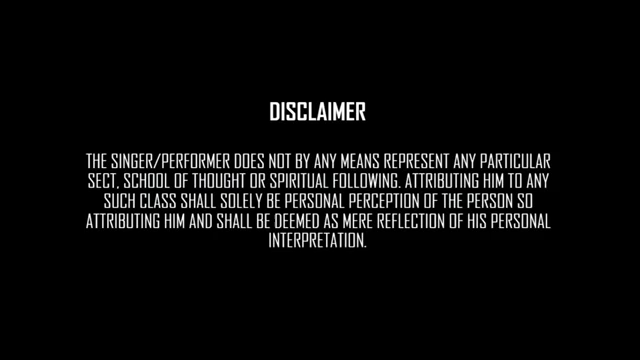 DISCLAIMER
THE SINGER/PERFORMER DOES NOT BY ANY MEANS REPRESENT ANY PARTICULAR
SECT, SCHOOL OF THOUGHT OR SPIRITUAL FOLLOWING. ATTRIBUTING HIM TO ANY
SUCH CLASS SHALL SOLELY BE PERSONAL PERCEPTION OF THE PERSON SO
ATTRIBUTING HIM AND SHALL BE DEEMED AS MERE REFLECTION OF HIS PERSONAL
INTERPRETATION.